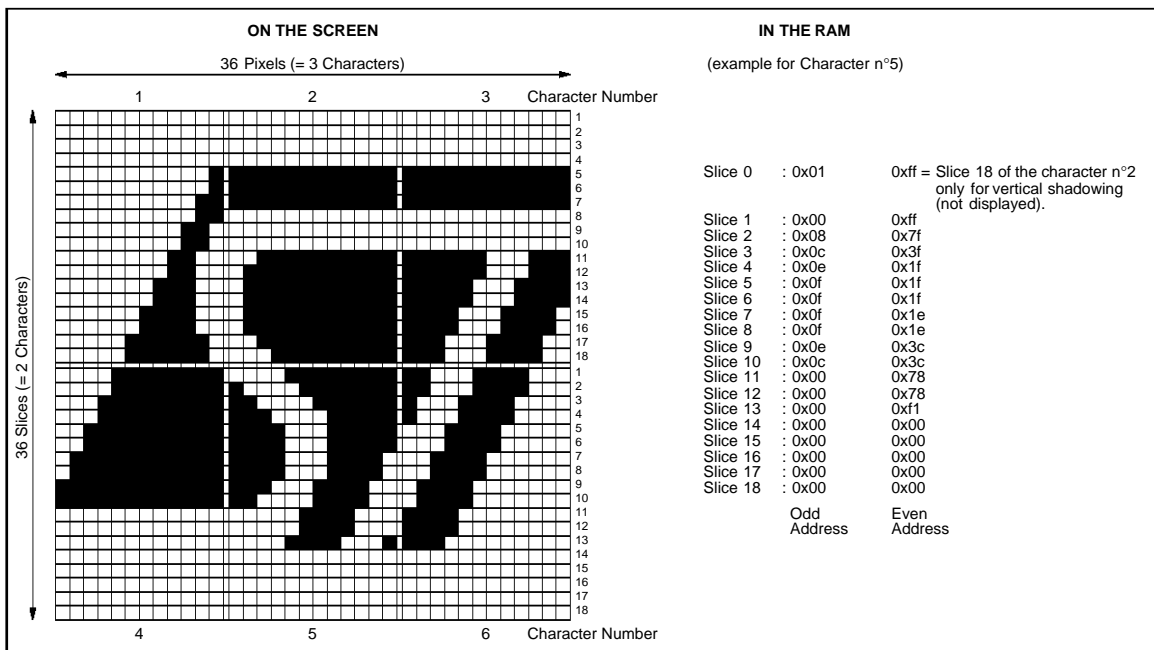 ON THE SCREEN
36 Pixels (= 3 Characters)
1 2 3 Character Number
36 Slices (= 2 Characters)
1
2
3
4
5
6
7
8
9
10
11
12
13
14
15
16
17
18
1
2
3
4
5
6
7
8
9
10
11
12
13
14
15
16
17
18
4 5 6 Character Number
IN THE RAM
(example for Character n°5)
Slice 0 : 0x01 0xff = Slice 18 of the character n°2
only for vertical shadowing
(not displayed).
Slice 1 : 0x00 0xff
Slice 2 : 0x08 0x7f
Slice 3 : 0x0c 0x3f
Slice 4 : 0x0e 0x1f
Slice 5 : 0x0f 0x1f
Slice 6 : 0x0f 0x1f
Slice 7 : 0x0f 0x1e
Slice 8 : 0x0f 0x1e
Slice 9 : 0x0e 0x3c
Slice 10 : 0x0c 0x3c
Slice 11 : 0x00 0x78
Slice 12 : 0x00 0x78
Slice 13 : 0x00 0xf1
Slice 14 : 0x00 0x00
Slice 15 : 0x00 0x00
Slice 16 : 0x00 0x00
Slice 17 : 0x00 0x00
Slice 18 : 0x00 0x00
Odd Even
Address Address